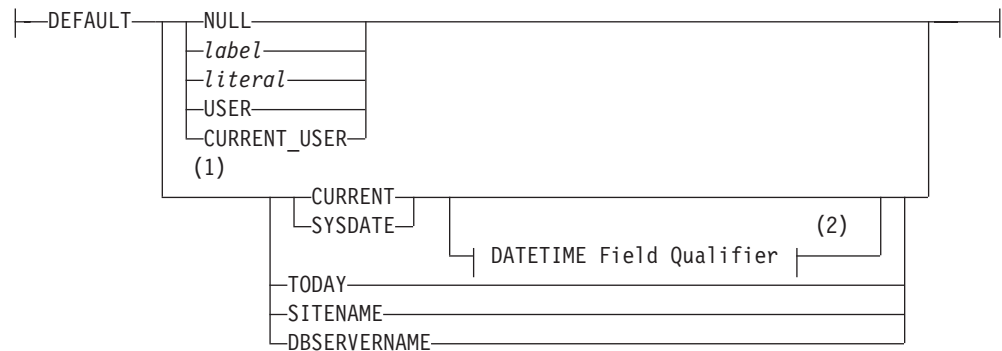 DEFAULT
NULL
label
literal
USER
CURRENT_USER
(1)
CURRENT
SYSDATE
(2)
DATETIME Field Qualifier
TODAY
SITENAME
DBSERVERNAME